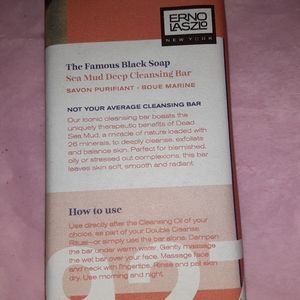 ERNO
LASZLO
NEW YORK
The Famous Black Soap
Sea Mud Deep Cleansing Bar
SAVON PURIFIANT · BOUE MARINE
NOT YOUR AVERAGE CLEANSING BAR
Our iconic cleansing bar boasts the
uniquely therapeutic benefits of Dead
Sea Mud, a miracle of nature loaded with
26 minerals, to deeply cleanse, exfoliate
and balance skin. Perfect for blemished,
oily or stressed out complexions, this bar
leaves skin soft, smooth and radiant.
How to use
Use directly after the Cleansing Oil of your
choice, as part of your Double Cleanse
Ritual—or simply use the bar alone. Dampen
the bar under warm water. Gently massage
the wet bar over your face. Massage face
and neck with fingertips. Rinse and pat skin
dry. Use morning and night.